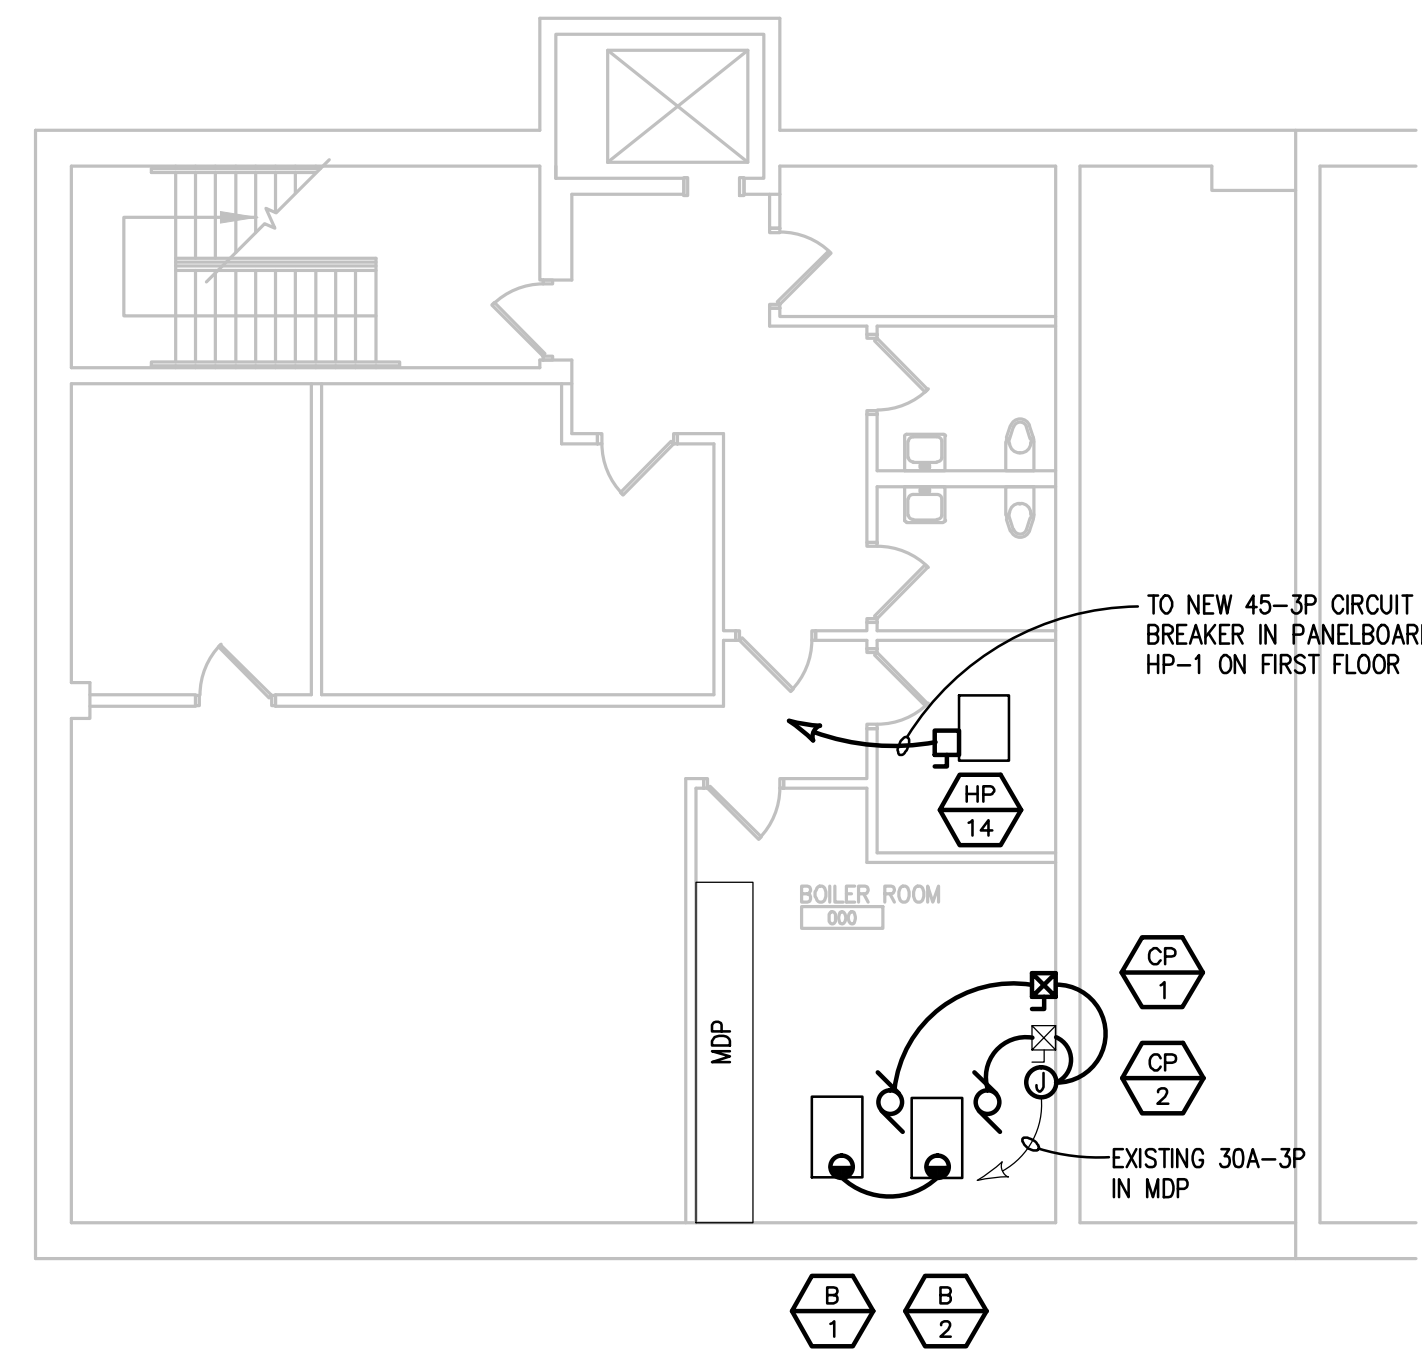 TO NEW 45-3P CIRCUIT
BREAKER IN PANELBOAR
HP-1 ON FIRST FLOOR
HP
14
BOILER ROOM
000
CP
1
MDP
CP
2
J
EXISTING 30A-3P
IN MDP
B
1
B
2